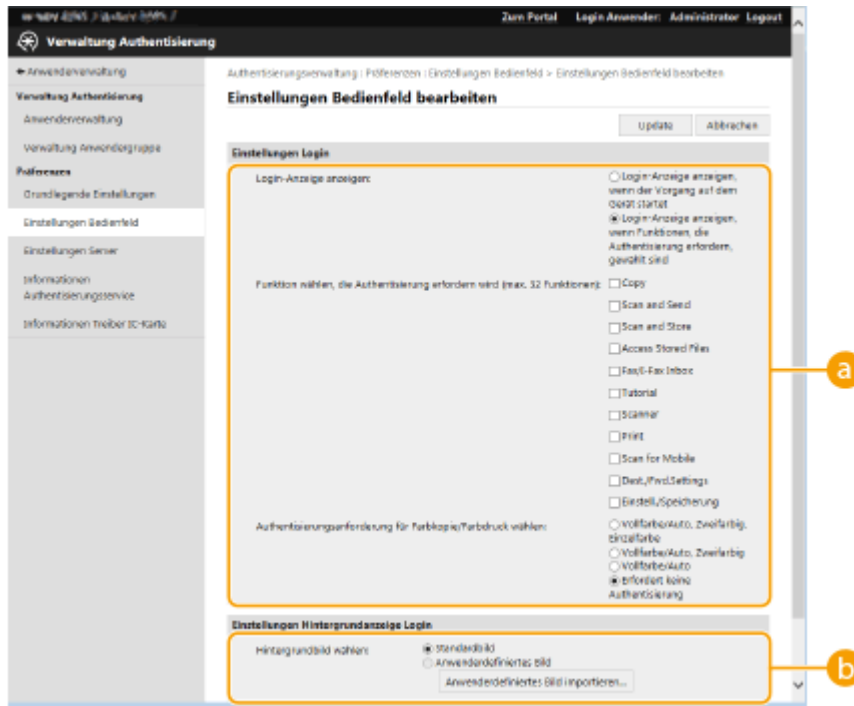 Zum Portal Login Anwender: Administrator Logout
Verwaltung Authentisierung
Anwenderverwaltung
Verwaltung Authentisierung
Anwenderverwaltung
Verwaltung Anwendergruppe
Präferenzen
Grundlegende Einstellungen
Einstellungen Bedienfeld
Einstellungen Server
Informationen
Authentisierungsservice
Informationen Treiber IC-Karte
Authentisierungsverwaltung : Präferenzen : Einstellungen Bedienfeld > Einstellungen Bedienfeld bearbeiten
Einstellungen Bedienfeld bearbeiten
Update Abbrechen
Einstellungen Login
Login-Anzeige anzeigen:
Login-Anzeige anzeigen,
wenn der Vorgang auf dem
Gerät startet
Login-Anzeige anzeigen,
wenn Funktionen, die
Authentisierung erfordern,
gewählt sind
Funktion wählen, die Authentisierung erfordern wird (max. 32 Funktionen):
Copy
Scan and Send
Scan and Store
Access Stored Files
Fax/I-Fax Inbox
Tutorial
Scanner
Print
Scan for Mobile
Dest./Fwd.Settings
Einstell./Speicherung
Authentisierungsanforderung für Farbkopie/Farbdruck wählen:
Vollfarbe/Auto, Zweifarbig,
Einzelfarbe
Vollfarbe/Auto, Zweifarbig
Vollfarbe/Auto
Erfordert keine
Authentisierung
a
Einstellungen Hintergrundanzeige Login
Hintergrundbild wählen:
Standardbild
Anwenderdefiniertes Bild
Anwenderdefiniertes Bild importieren...
b